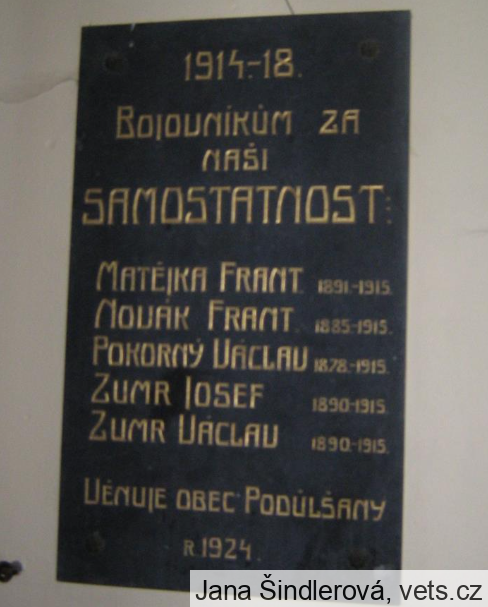 1914.-18.
BOJOVNÍKŮM ZA
NAŠI
SAMOSTATNOST:
MATĚJKA FRANT. 1891.-1915.
NOVÁK FRANT. 1885-1915.
POKORNÝ VÁCLAV 1878.-1915.
ZUMR JOSEF 1890-1915.
ZUMR VÁCLAV 1890.-1915.
VĚNUJE OBEC PODŮLŠANY
R. 1924.
Jana Šindlerová, vets.cz